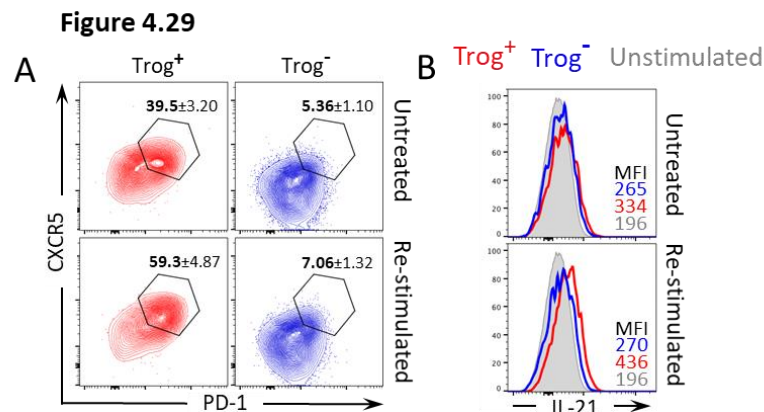 Figure 4.29
A
Trog+
Trog-
39.5±3.20
5.36±1.10
Untreated
59.3±4.87
7.06±1.32
Re-stimulated
CXCR5
PD-1
B
Trog+ Trog- Unstimulated
100
80
60
40
20
0
MFI
265
334
196
Untreated
100
80
60
40
20
0
MFI
270
436
196
Re-stimulated
IL-21